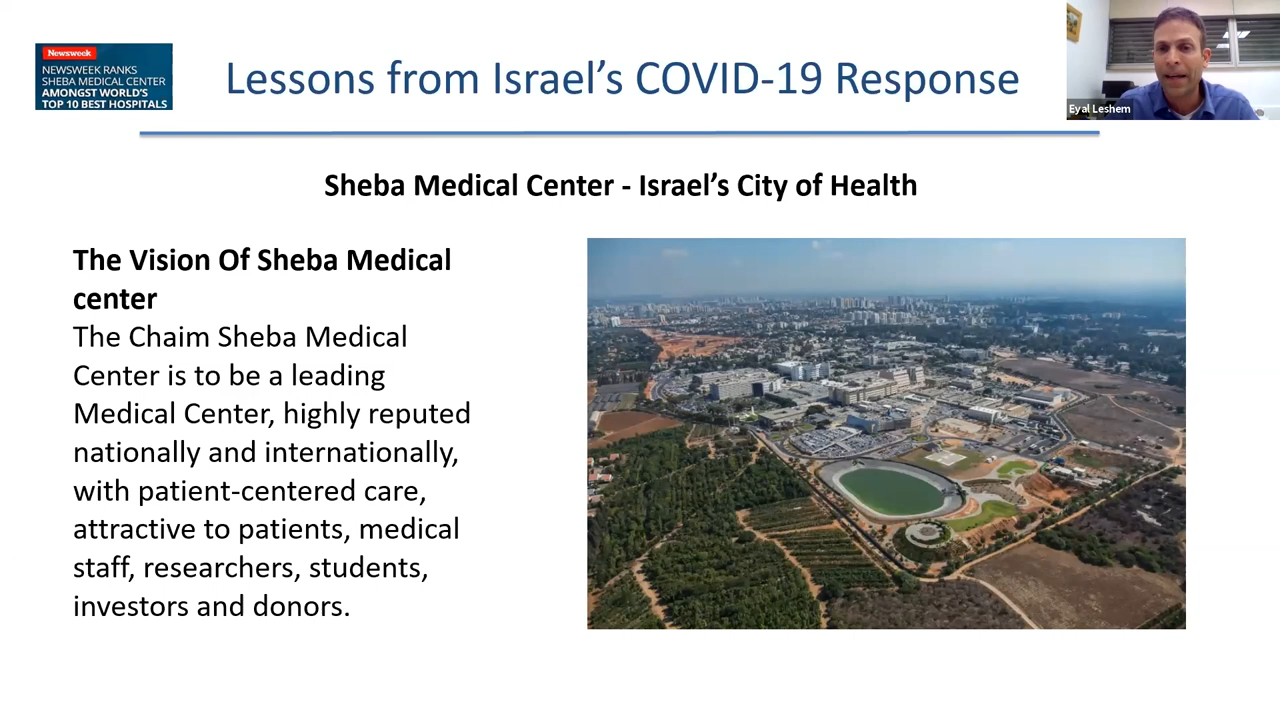 Newsweek
NEWSWEEK RANKS
SHEBA MEDICAL CENTER
AMONGST WORLD'S
TOP 10 BEST HOSPITALS
Lessons from Israel's COVID-19 Response
Eyal Leshem
Sheba Medical Center - Israel's City of Health
The Vision Of Sheba Medical
center
The Chaim Sheba Medical
Center is to be a leading
Medical Center, highly reputed
nationally and internationally,
with patient-centered care,
attractive to patients, medical
staff, researchers, students,
investors and donors.